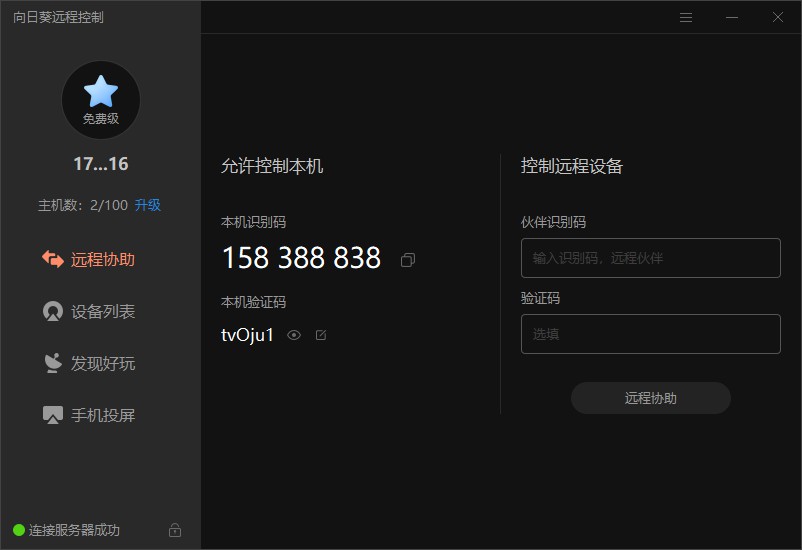 向日葵远程控制
免费级
17...16
主机数：2/100 升级
远程协助
设备列表
发现好玩
手机投屏
连接服务器成功
允许控制本机
本机识别码
158 388 838
本机验证码
tvOju1
控制远程设备
伙伴识别码
输入识别码，远程伙伴
验证码
选填
远程协助